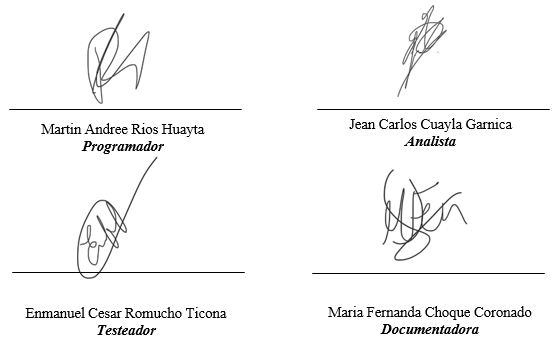 Martin Andree Rios Huayta
Programador
Jean Carlos Cuayla Garnica
Analista
Enmanuel Cesar Romucho Ticona
Testeador
Maria Fernanda Choque Coronado
Documentadora